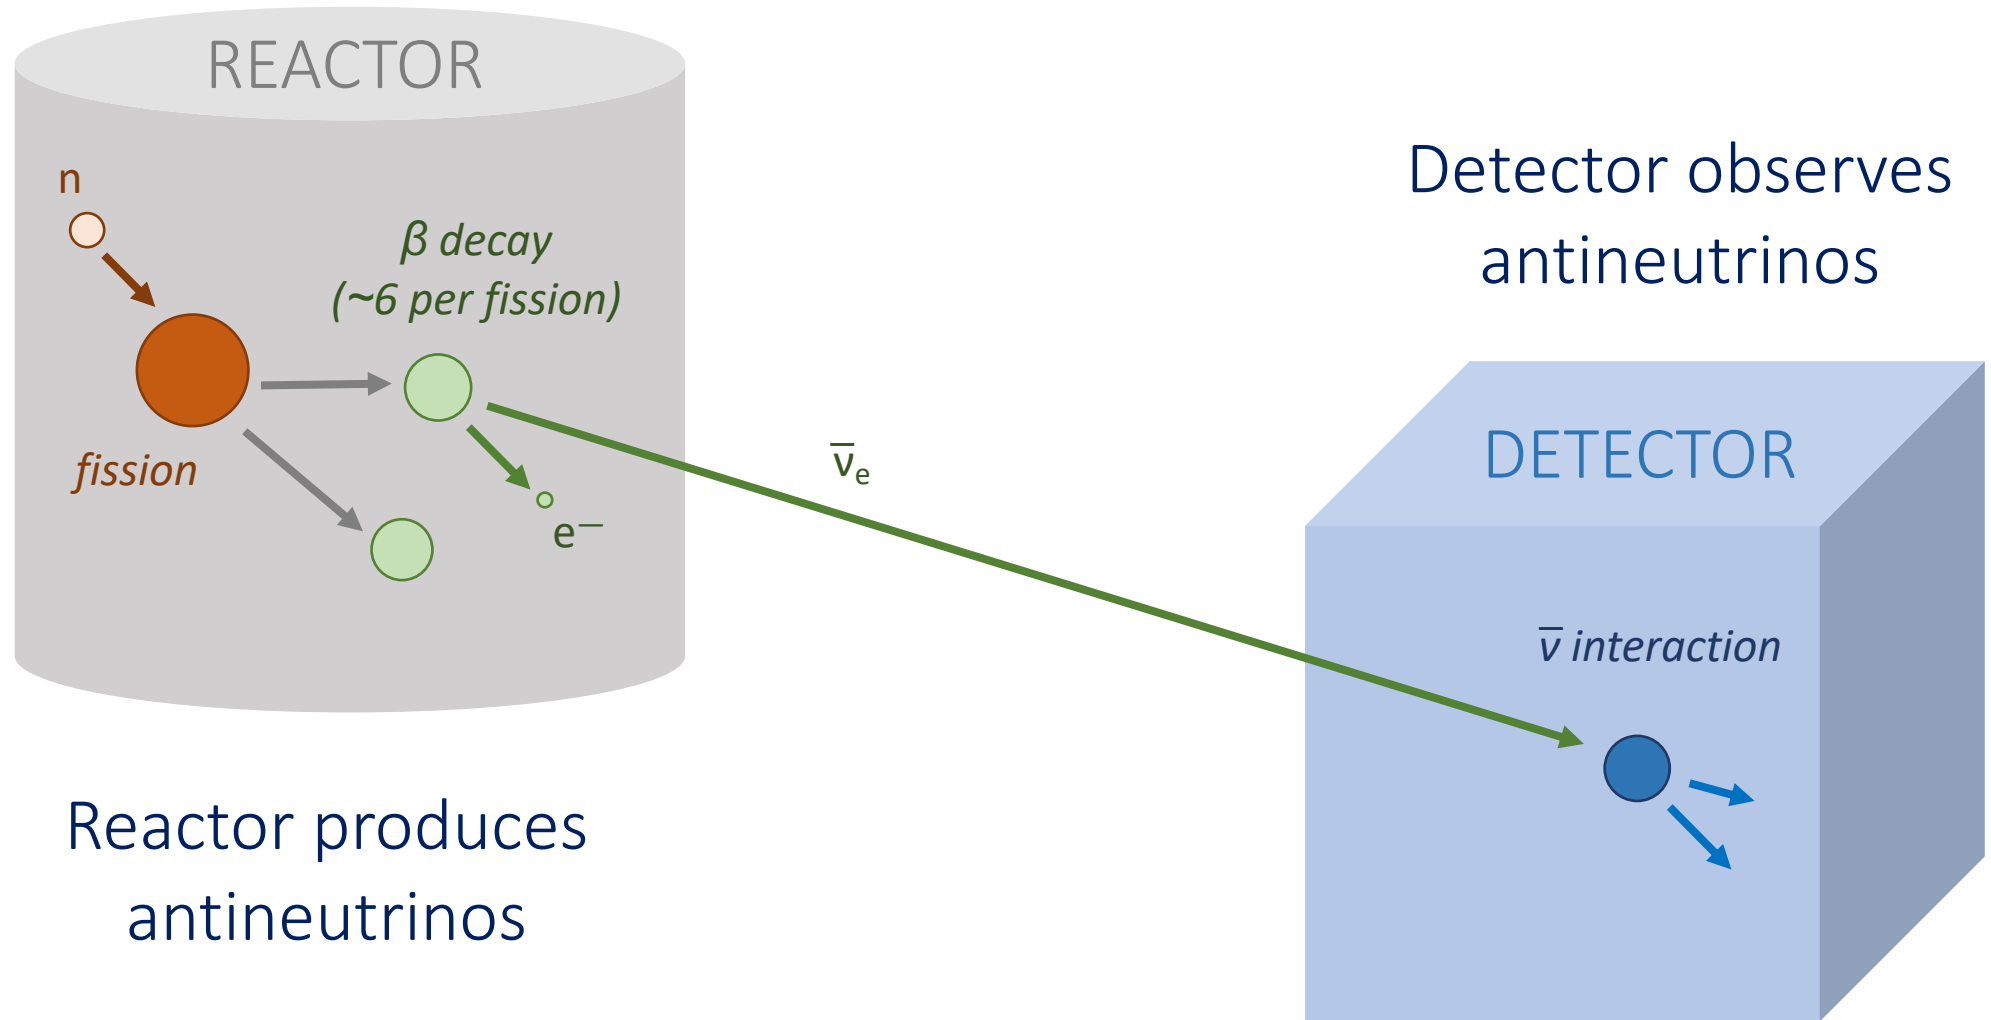 REACTOR
n
β decay
(~6 per fission)
fission
e—
ν̅e
Reactor produces
antineutrinos
Detector observes
antineutrinos
DETECTOR
ν̅ interaction